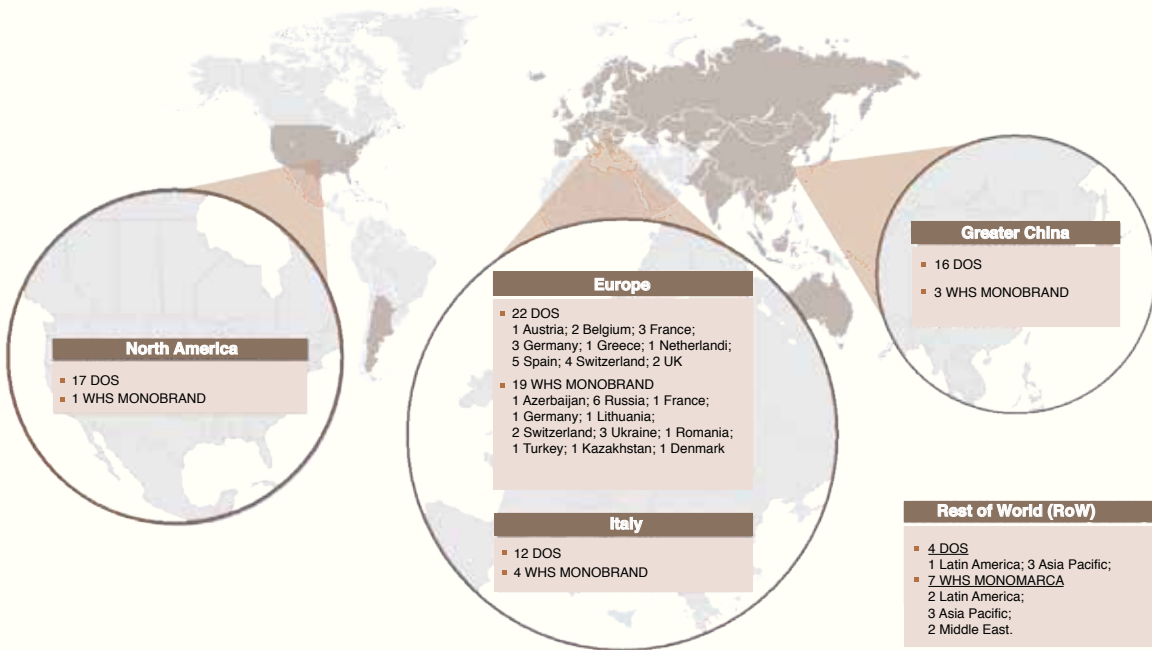 North America
17 DOS
1 WHS MONOBRAND
Europe
22 DOS
1 Austria; 2 Belgium; 3 France;
3 Germany; 1 Greece; 1 Netherlandi;
5 Spain; 4 Switzerland; 2 UK
19 WHS MONOBRAND
1 Azerbaijan; 6 Russia; 1 France;
1 Germany; 1 Lithuania;
2 Switzerland; 3 Ukraine; 1 Romania;
1 Turkey; 1 Kazakhstan; 1 Denmark
Italy
12 DOS
4 WHS MONOBRAND
Greater China
16 DOS
3 WHS MONOBRAND
Rest of World (RoW)
4 DOS
1 Latin America; 3 Asia Pacific;
7 WHS MONOMARCA
2 Latin America;
3 Asia Pacific;
2 Middle East.